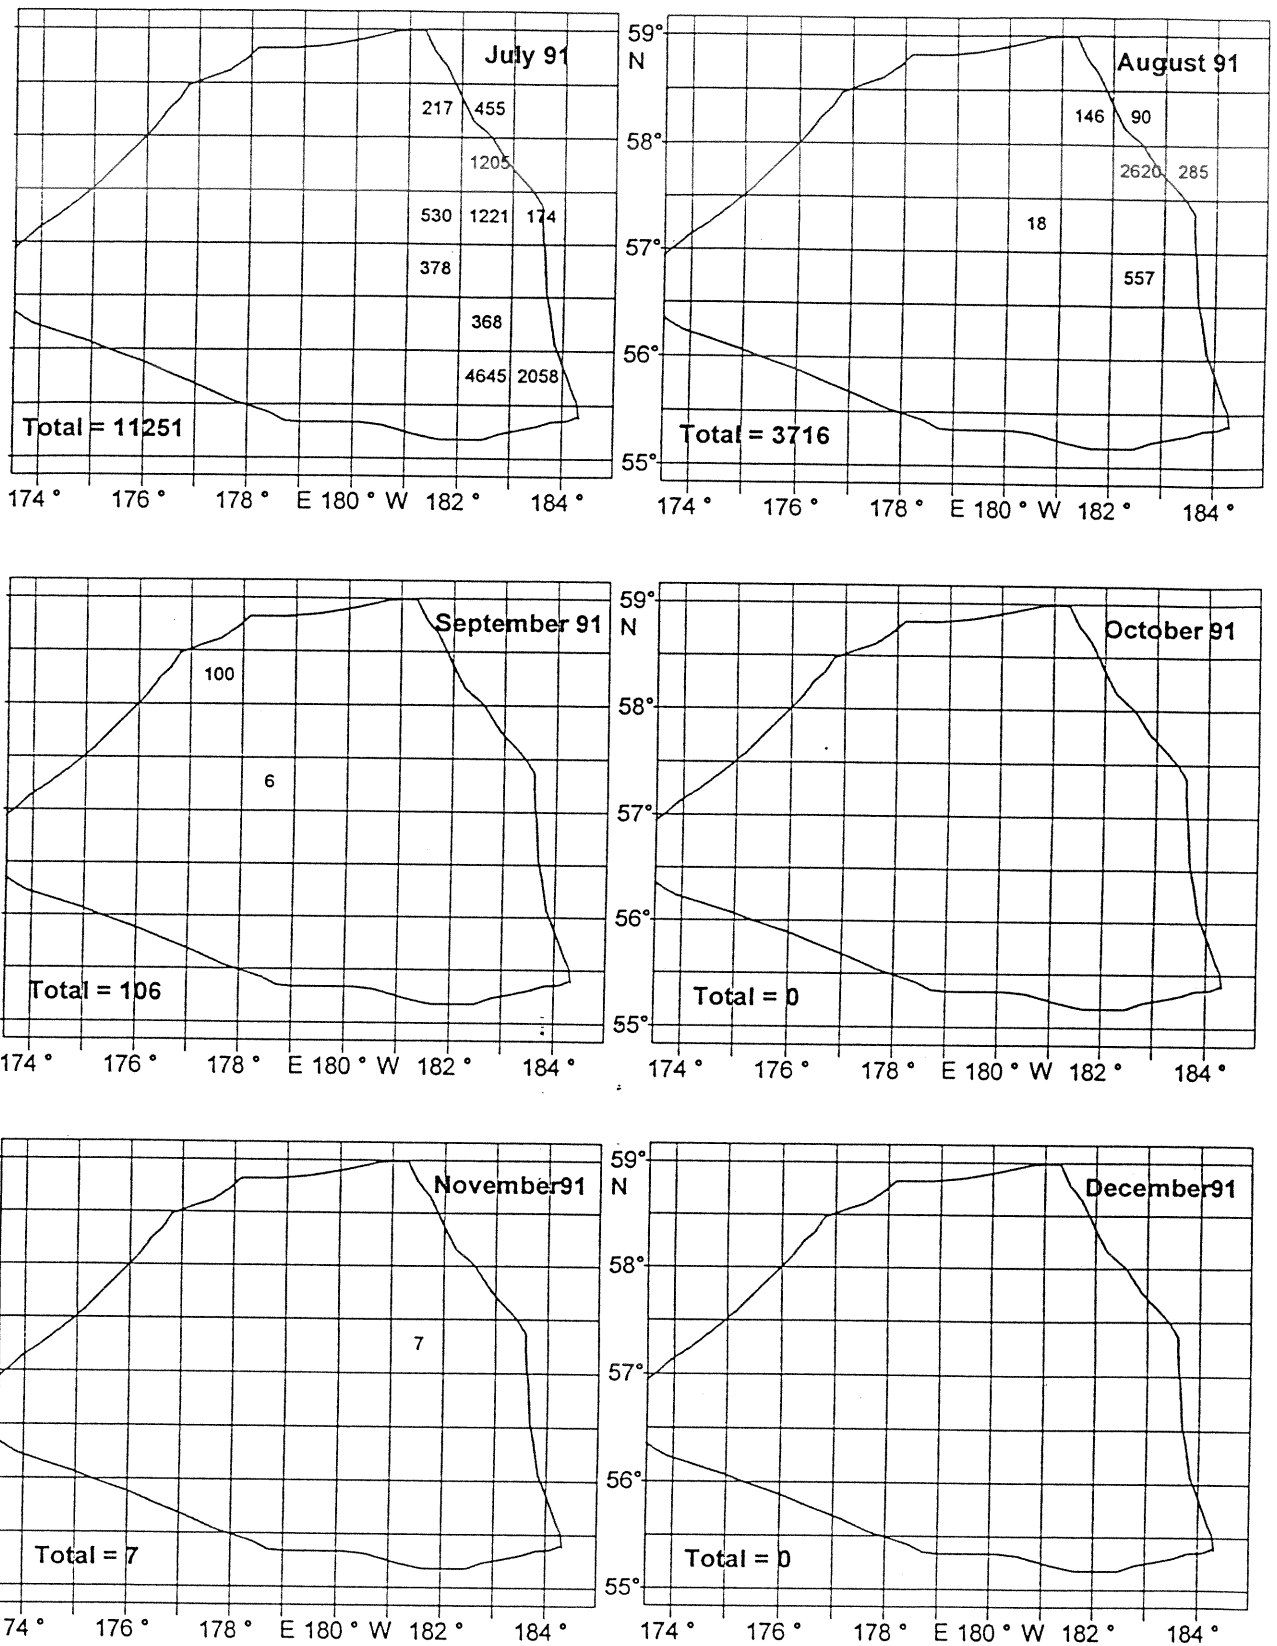 July 91
217 455
1205
530 1221 174
378
368
4645 2058
Total = 11251
174 ° 176 ° 178 ° E 180 ° W 182 ° 184 °
59°
N
58°
57°
56°
55°
August 91
146 90
2620 285
18
557
Total = 3716
174 ° 176 ° 178 ° E 180 ° W 182 ° 184 °
September 91
100
6
Total = 106
174 ° 176 ° 178 ° E 180 ° W 182 ° 184 °
59°
N
58°
57°
56°
55°
October 91
Total = 0
174 ° 176 ° 178 ° E 180 ° W 182 ° 184 °
November91
7
Total = 7
74 ° 176 ° 178 ° E 180 ° W 182 ° 184 °
59°
N
58°
57°
56°
55°
December91
Total = 0
174 ° 176 ° 178 ° E 180 ° W 182 ° 184 °